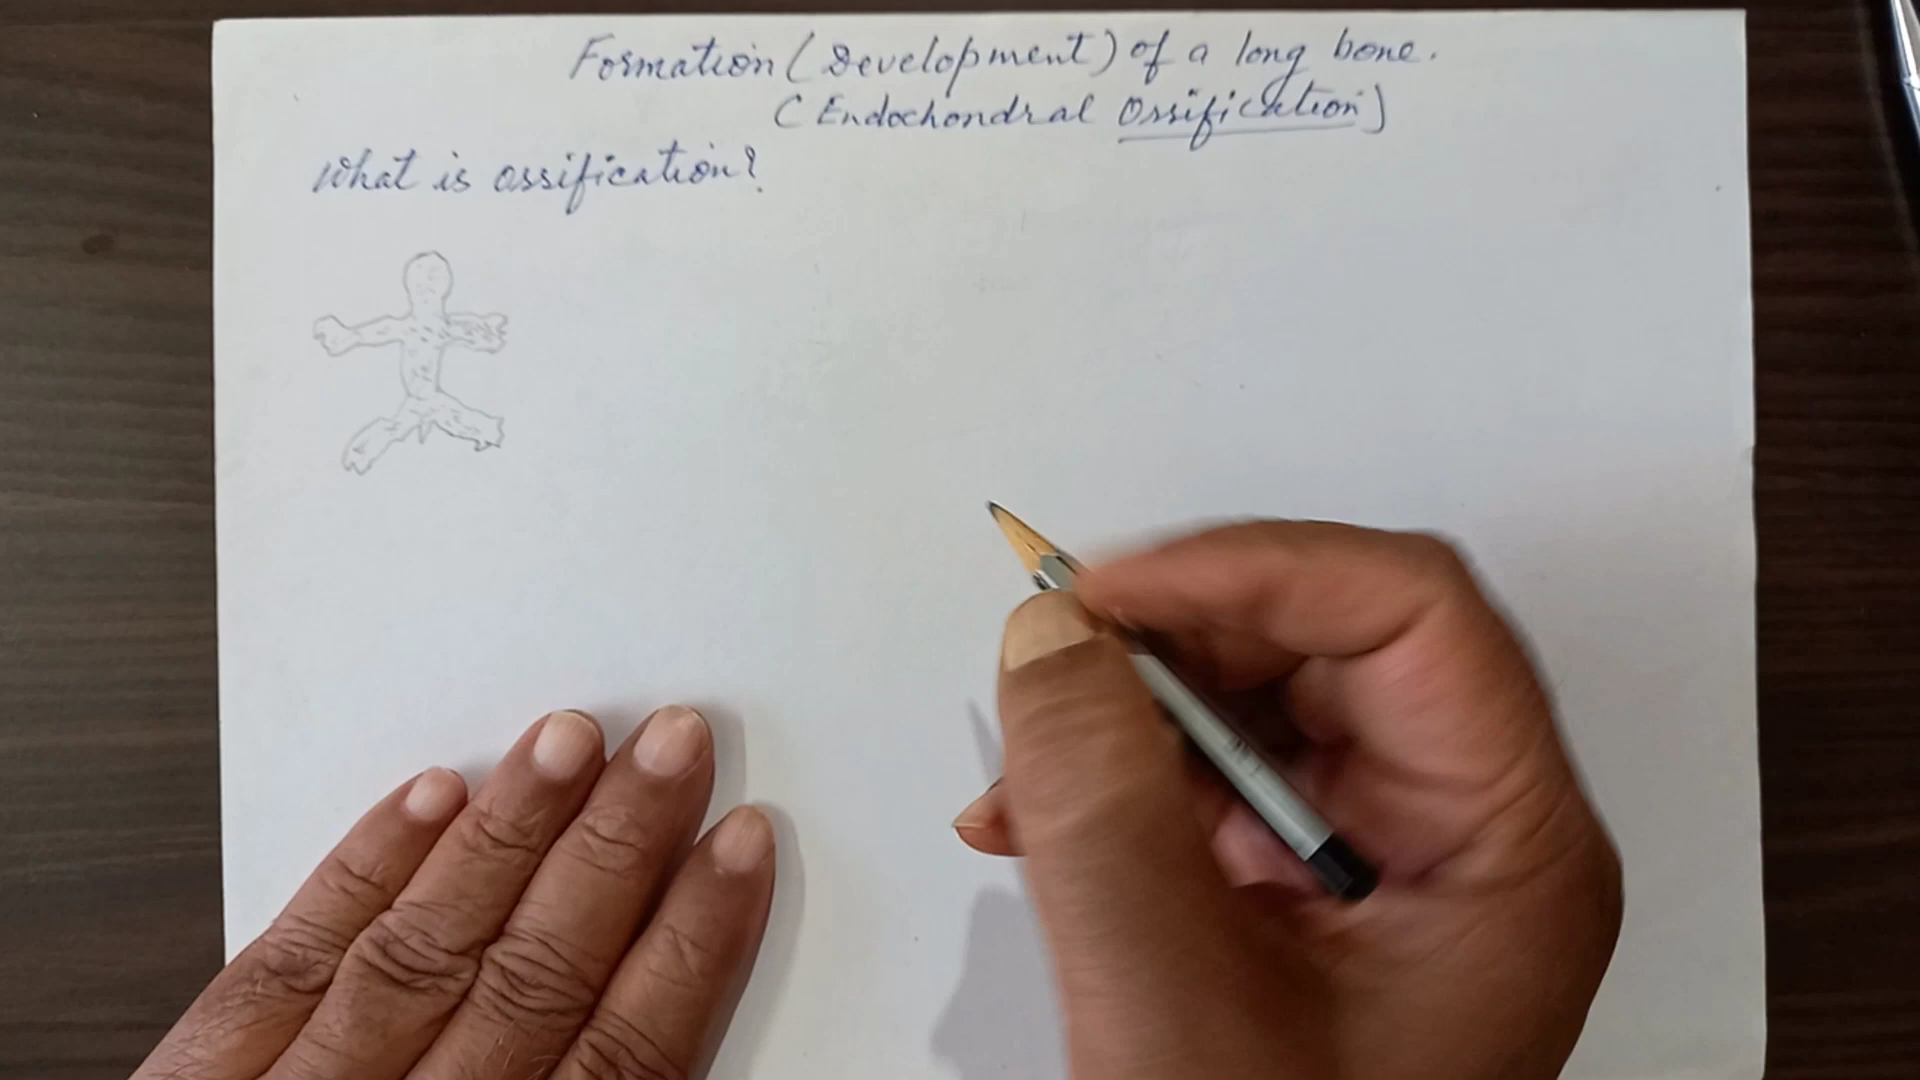 Formation (Development) of a long bone.
(Endochondral Ossification)
What is ossification?